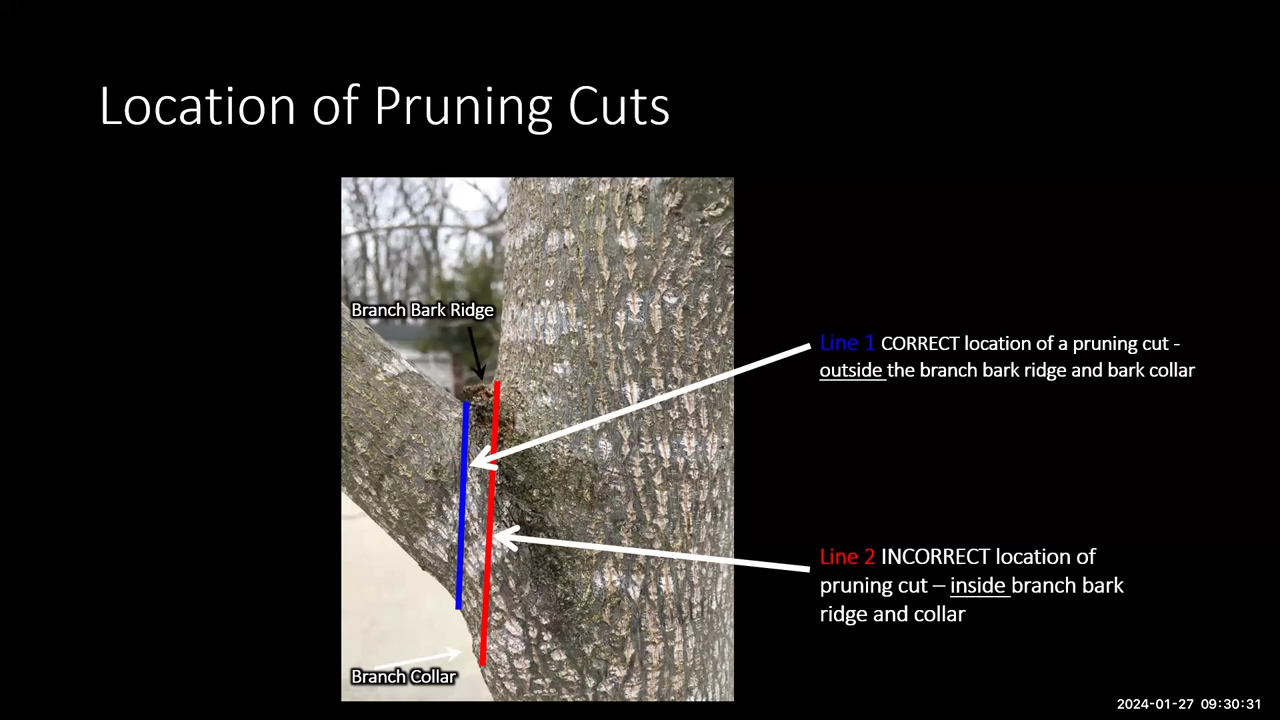 Location of Pruning Cuts
Branch Bark Ridge
Line 1 CORRECT location of a pruning cut -
outside the branch bark ridge and bark collar
Line 2 INCORRECT location of
pruning cut – inside branch bark
ridge and collar
Branch Collar
2024-01-27 09:30:31